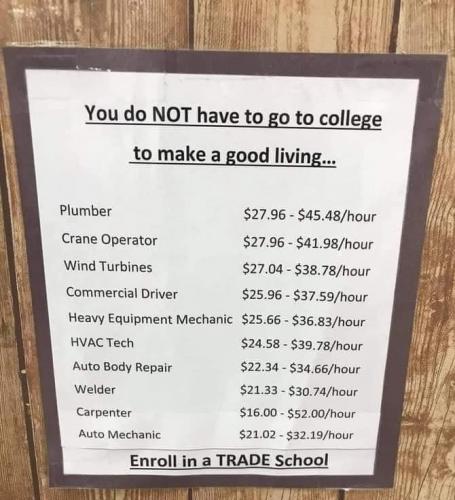 You do NOT have to go to college
to make a good living...
Plumber $27.96 - $45.48/hour
Crane Operator $27.96 - $41.98/hour
Wind Turbines $27.04 - $38.78/hour
Commercial Driver $25.96 - $37.59/hour
Heavy Equipment Mechanic $25.66 - $36.83/hour
HVAC Tech $24.58 - $39.78/hour
Auto Body Repair $22.34 - $34.66/hour
Welder $21.33 - $30.74/hour
Carpenter $16.00 - $52.00/hour
Auto Mechanic $21.02 - $32.19/hour
Enroll in a TRADE School